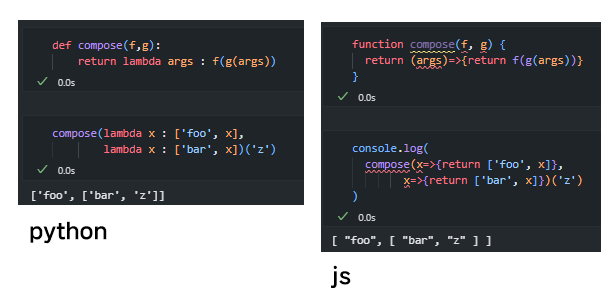 def compose(f,g):
    return lambda args : f(g(args))
0.0s
compose(lambda x : ['foo', x],
        lambda x : ['bar', x])('z')
0.0s
['foo', ['bar', 'z']]
python
function compose(f, g) {
  return (args)=>{return f(g(args))}
}
0.0s
console.log(
  compose(x=>{return ['foo', x]},
        x=>{return ['bar', x]})('z')
)
0.0s
[ "foo", [ "bar", "z" ] ]
js